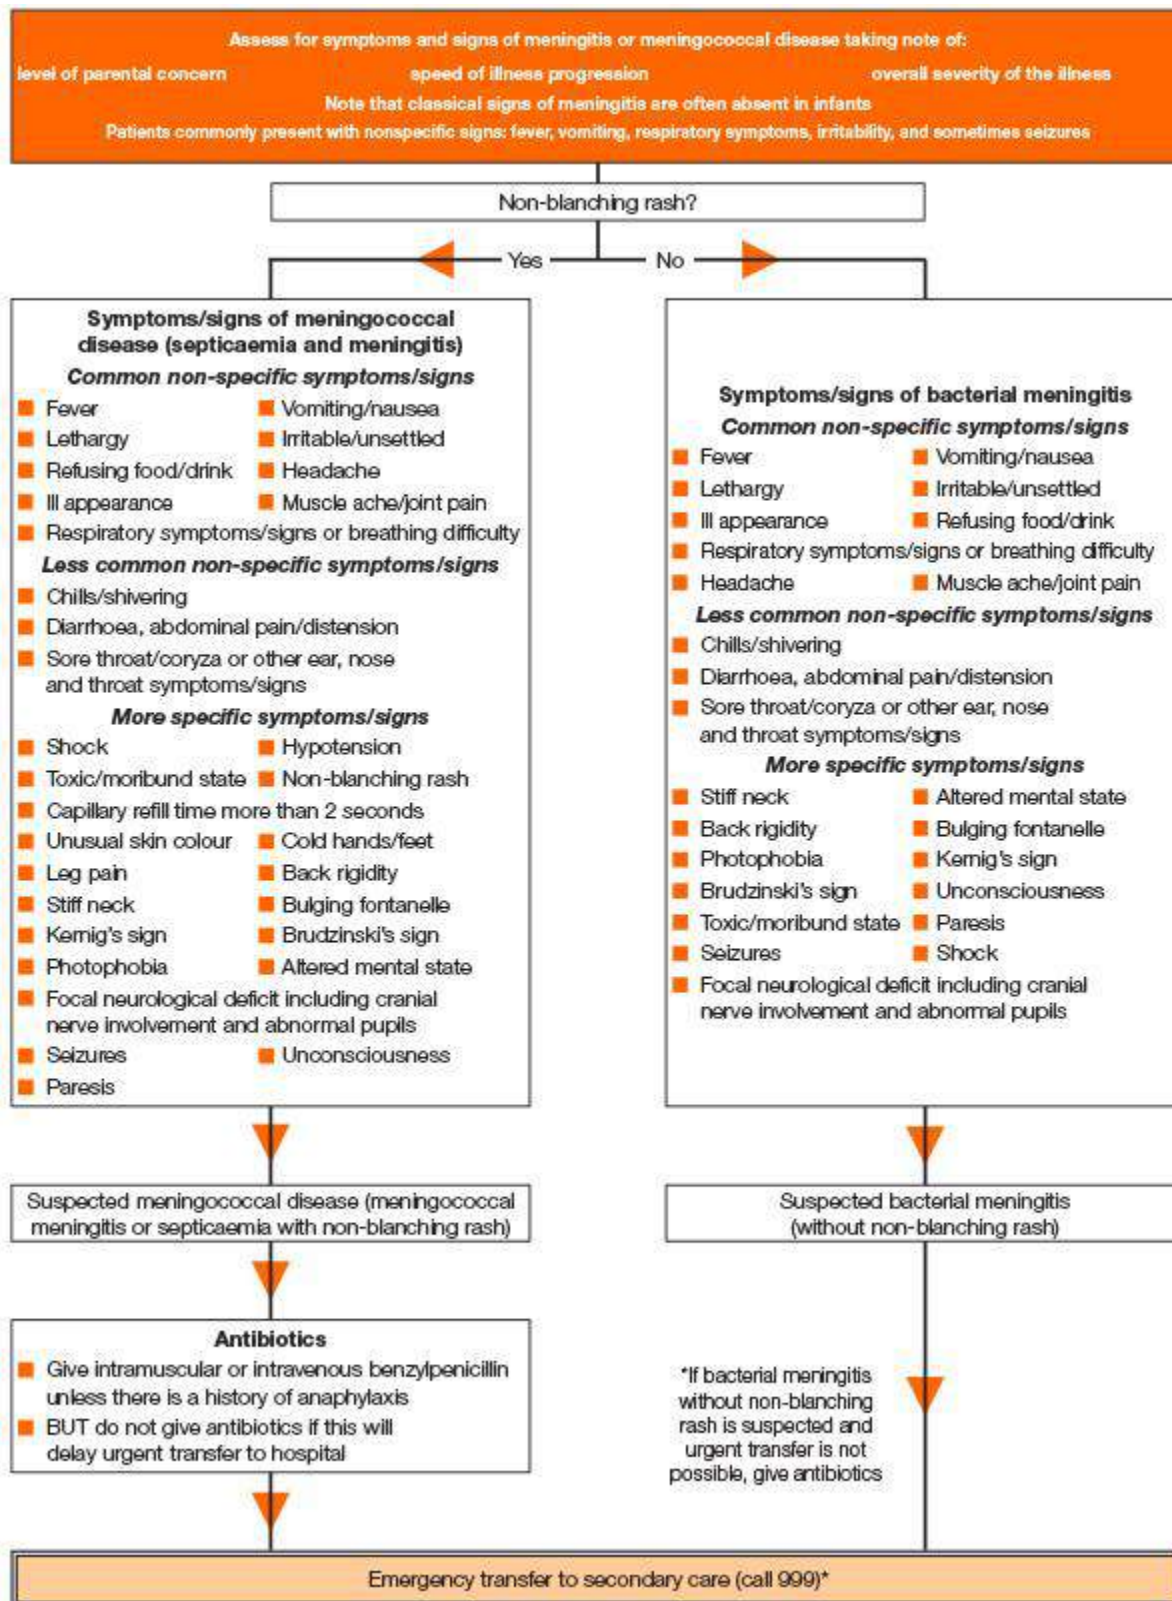 Assess for symptoms and signs of meningitis or meningococcal disease taking note of:
level of parental concern speed of illness progression overall severity of the illness
Note that classical signs of meningitis are often absent in infants
Patients commonly present with nonspecific signs: fever, vomiting, respiratory symptoms, irritability, and sometimes seizures
Non-blanching rash?
Yes No
Symptoms/signs of meningococcal
disease (septicaemia and meningitis)
Common non-specific symptoms/signs
Fever Vomiting/nausea
Lethargy Irritable/unsettled
Refusing food/drink Headache
Ill appearance Muscle ache/joint pain
Respiratory symptoms/signs or breathing difficulty
Less common non-specific symptoms/signs
Chills/shivering
Diarrhoea, abdominal pain/distension
Sore throat/coryza or other ear, nose
and throat symptoms/signs
More specific symptoms/signs
Shock Hypotension
Toxic/moribund state Non-blanching rash
Capillary refill time more than 2 seconds
Unusual skin colour Cold hands/feet
Leg pain Back rigidity
Stiff neck Bulging fontanelle
Kernig's sign Brudzinski's sign
Photophobia Altered mental state
Focal neurological deficit including cranial
nerve involvement and abnormal pupils
Seizures Unconsciousness
Paresis
Symptoms/signs of bacterial meningitis
Common non-specific symptoms/signs
Fever Vomiting/nausea
Lethargy Irritable/unsettled
Ill appearance Refusing food/drink
Respiratory symptoms/signs or breathing difficulty
Headache Muscle ache/joint pain
Less common non-specific symptoms/signs
Chills/shivering
Diarrhoea, abdominal pain/distension
Sore throat/coryza or other ear, nose
and throat symptoms/signs
More specific symptoms/signs
Stiff neck Altered mental state
Back rigidity Bulging fontanelle
Photophobia Kernig's sign
Brudzinski's sign Unconsciousness
Toxic/moribund state Paresis
Seizures Shock
Focal neurological deficit including cranial
nerve involvement and abnormal pupils
Suspected meningococcal disease (meningococcal
meningitis or septicaemia with non-blanching rash)
Suspected bacterial meningitis
(without non-blanching rash)
Antibiotics
Give intramuscular or intravenous benzylpenicillin
unless there is a history of anaphylaxis
BUT do not give antibiotics if this will
delay urgent transfer to hospital
*If bacterial meningitis
without non-blanching
rash is suspected and
urgent transfer is not
possible, give antibiotics
Emergency transfer to secondary care (call 999)*